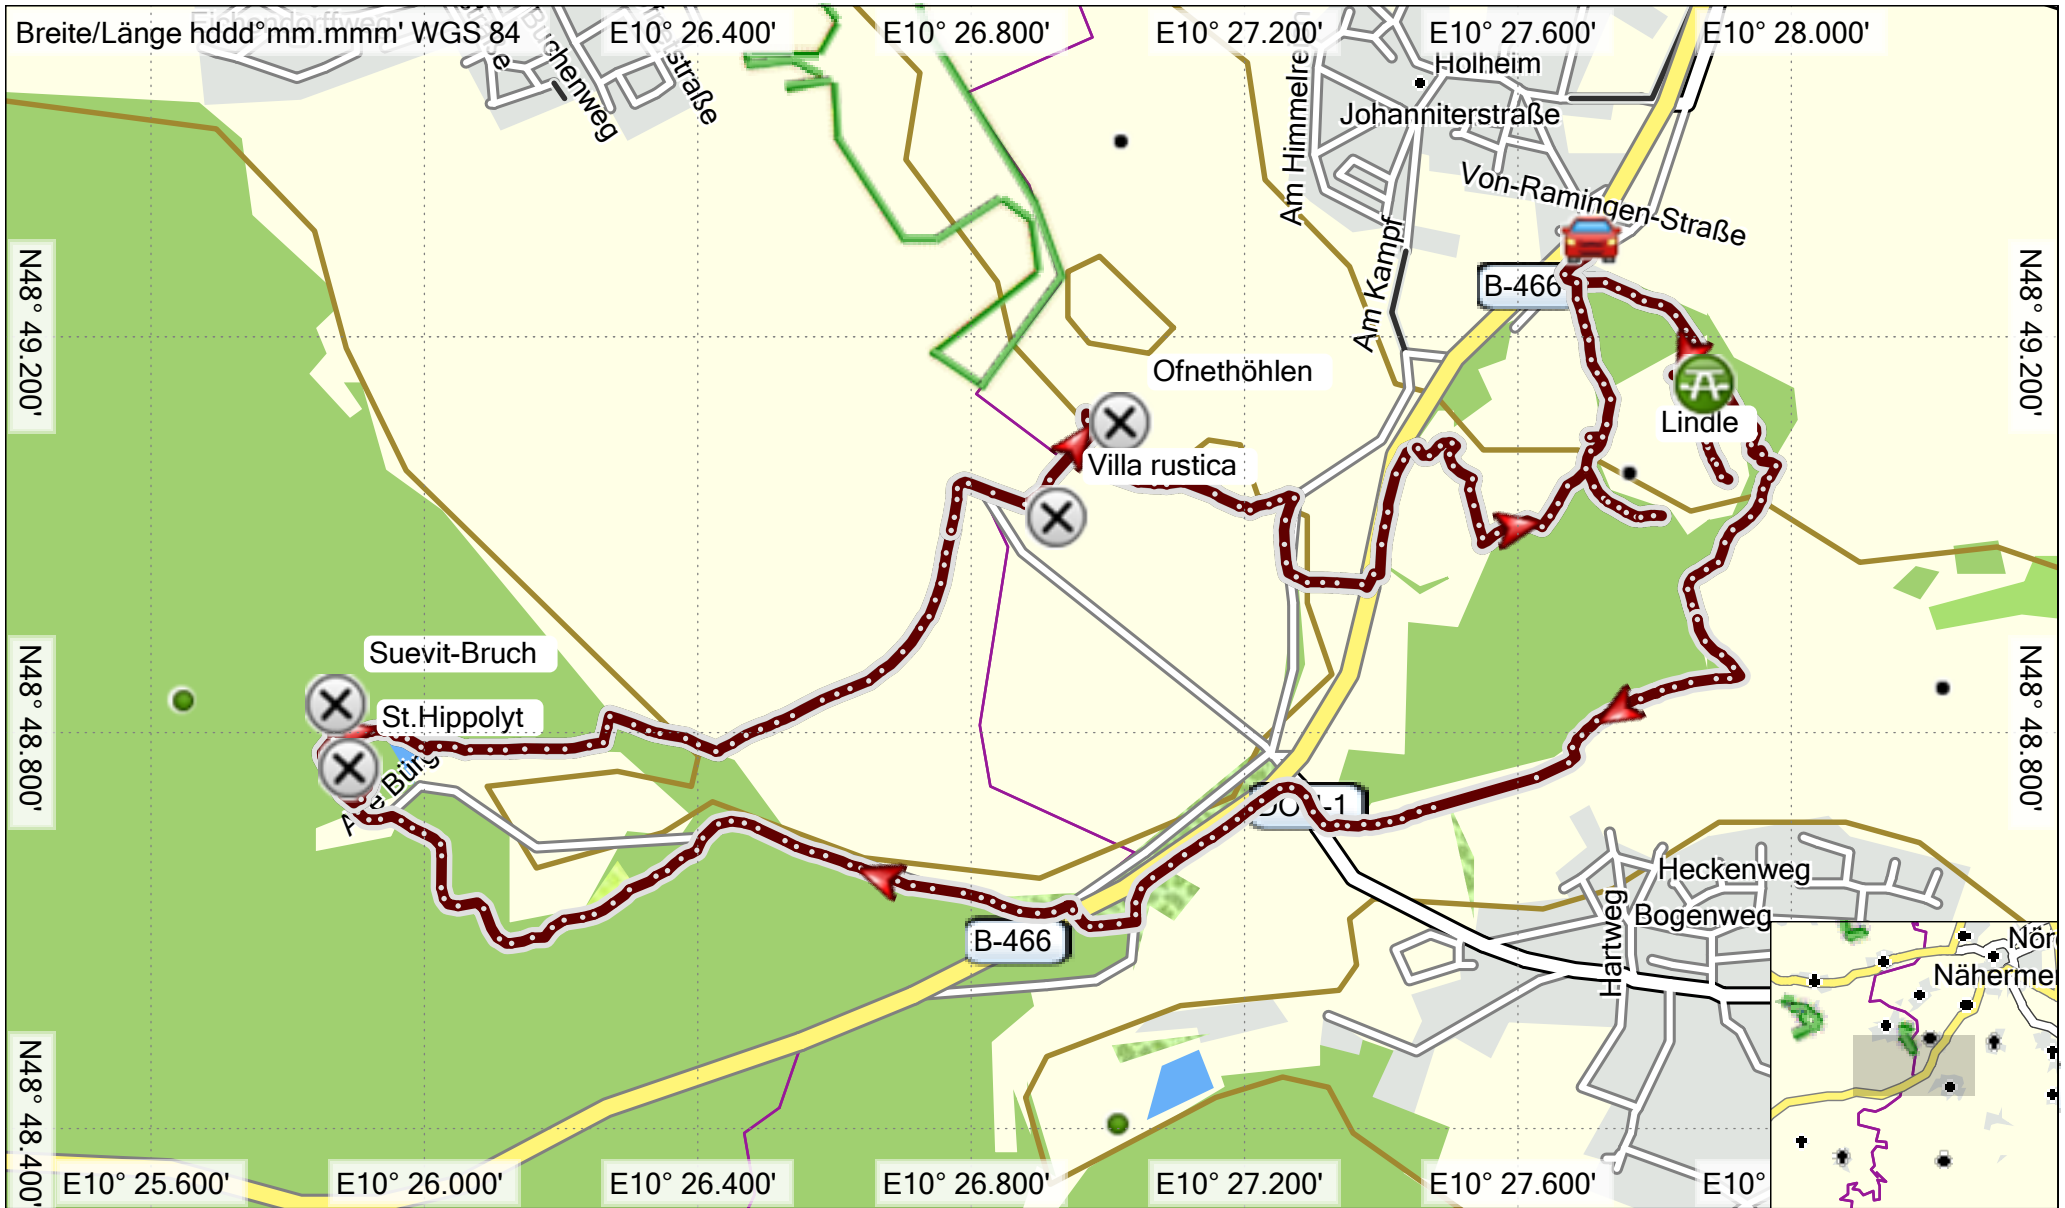 Eichendorffweg
Breite/Länge hddd°mm.mmm' WGS 84
E10° 26.400'
E10° 26.800'
E10° 27.200'
E10° 27.600'
E10° 28.000'
Buchenweg
Holheim
Johanniterstraße
Am Himmelreich
Von-Ramingen-Straße
Am Kampf
B-466
N48° 49.200'
N48° 49.200'
Ofnethöhlen
Lindle
Villa rustica
Suevit-Bruch
St.Hippolyt
N48° 48.800'
N48° 48.800'
Heckenweg
Bogenweg
Hartweg
B-466
Nähermem
N48° 48.400'
E10° 25.600'
E10° 26.000'
E10° 26.400'
E10° 26.800'
E10° 27.200'
E10° 27.600'
E10°